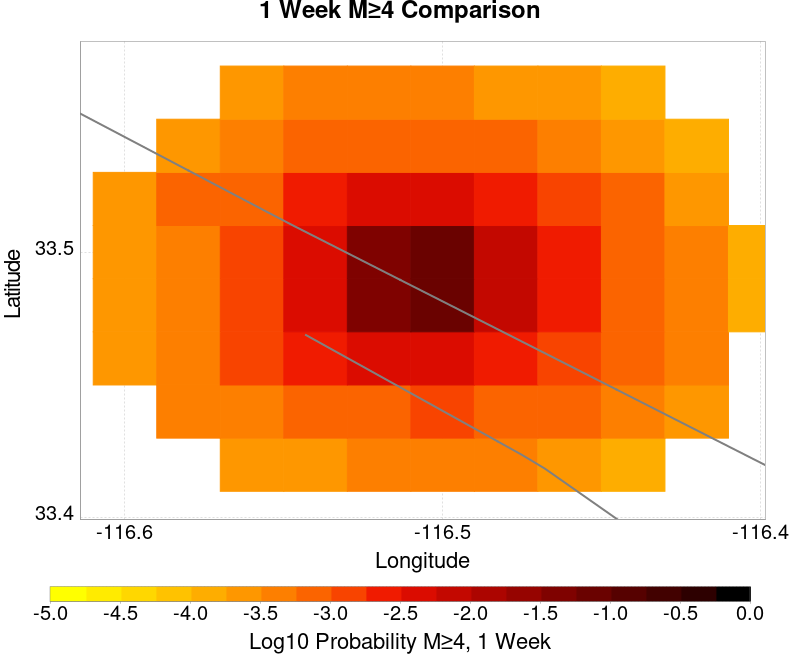 1 Week M≥4 Comparison
Latitude
33.5
33.4
-116.6 -116.5 -116.4
Longitude
-5.0 -4.5 -4.0 -3.5 -3.0 -2.5 -2.0 -1.5 -1.0 -0.5 0.0
Log10 Probability M≥4, 1 Week